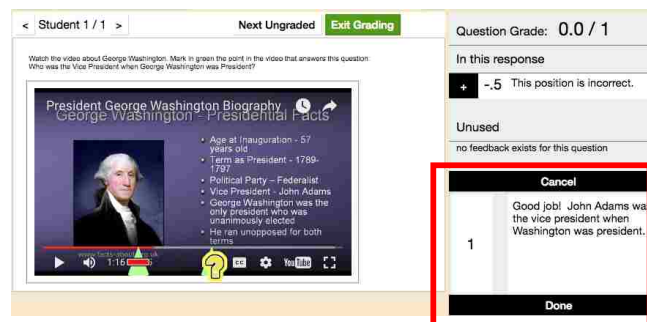 < Student 1 / 1 >
Next Ungraded
Exit Grading
Watch the video about George Washington. Mark in green the point in the video that answers this question
Who was the Vice President when George Washington was President?
President George Washington Biography
George Washington - Presidential Facts
• Age at Inauguration - 57
years old
• Term as President - 1789-
1797
• Political Party – Federalist
• Vice President - John Adams
• George Washington was the
only president who was
unanimously elected
• He ran unopposed for both
terms
1:16
CC
YouTube
Question Grade: 0.0 / 1
In this response
+ -.5 This position is incorrect.
Unused
no feedback exists for this question
Cancel
1
Good job! John Adams wa
the vice president when
Washington was president.
Done